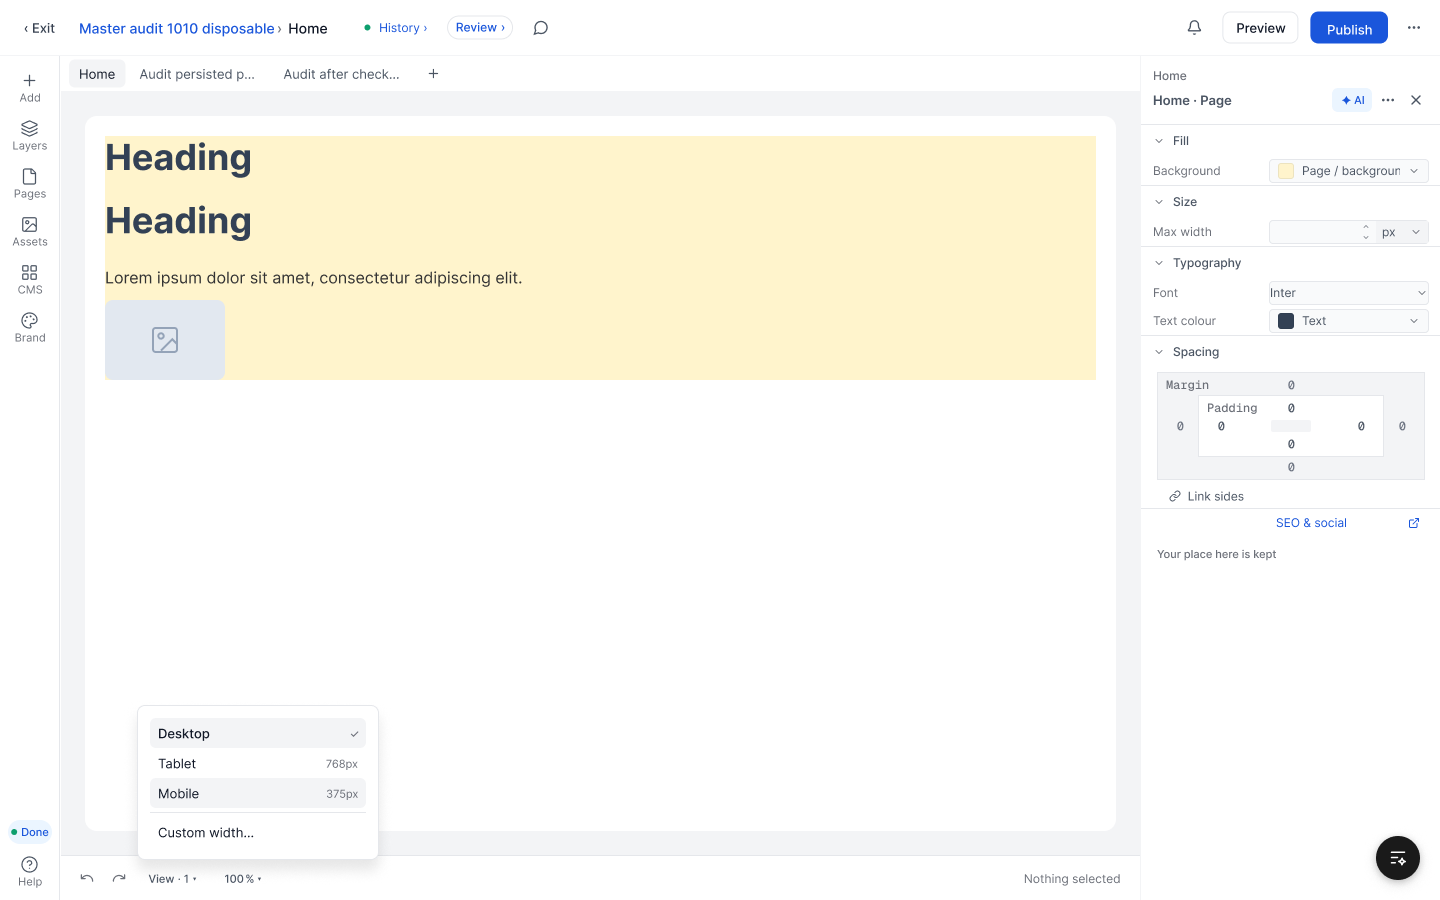 ‹ Exit
Master audit 1010 disposable › Home
History ›
Review ›
Preview
Publish
Add
Layers
Pages
Assets
CMS
Brand
Done
Help
Home
Audit persisted p...
Audit after check...
Heading
Heading
Lorem ipsum dolor sit amet, consectetur adipiscing elit.
Desktop
Tablet 768px
Mobile 375px
Custom width...
View · 1
100%
Nothing selected
Home
Home · Page
AI
Fill
Background Page / backgroun
Size
Max width px
Typography
Font Inter
Text colour Text
Spacing
Margin 0
Padding 0
0 0 0 0
0
0
Link sides
SEO & social
Your place here is kept